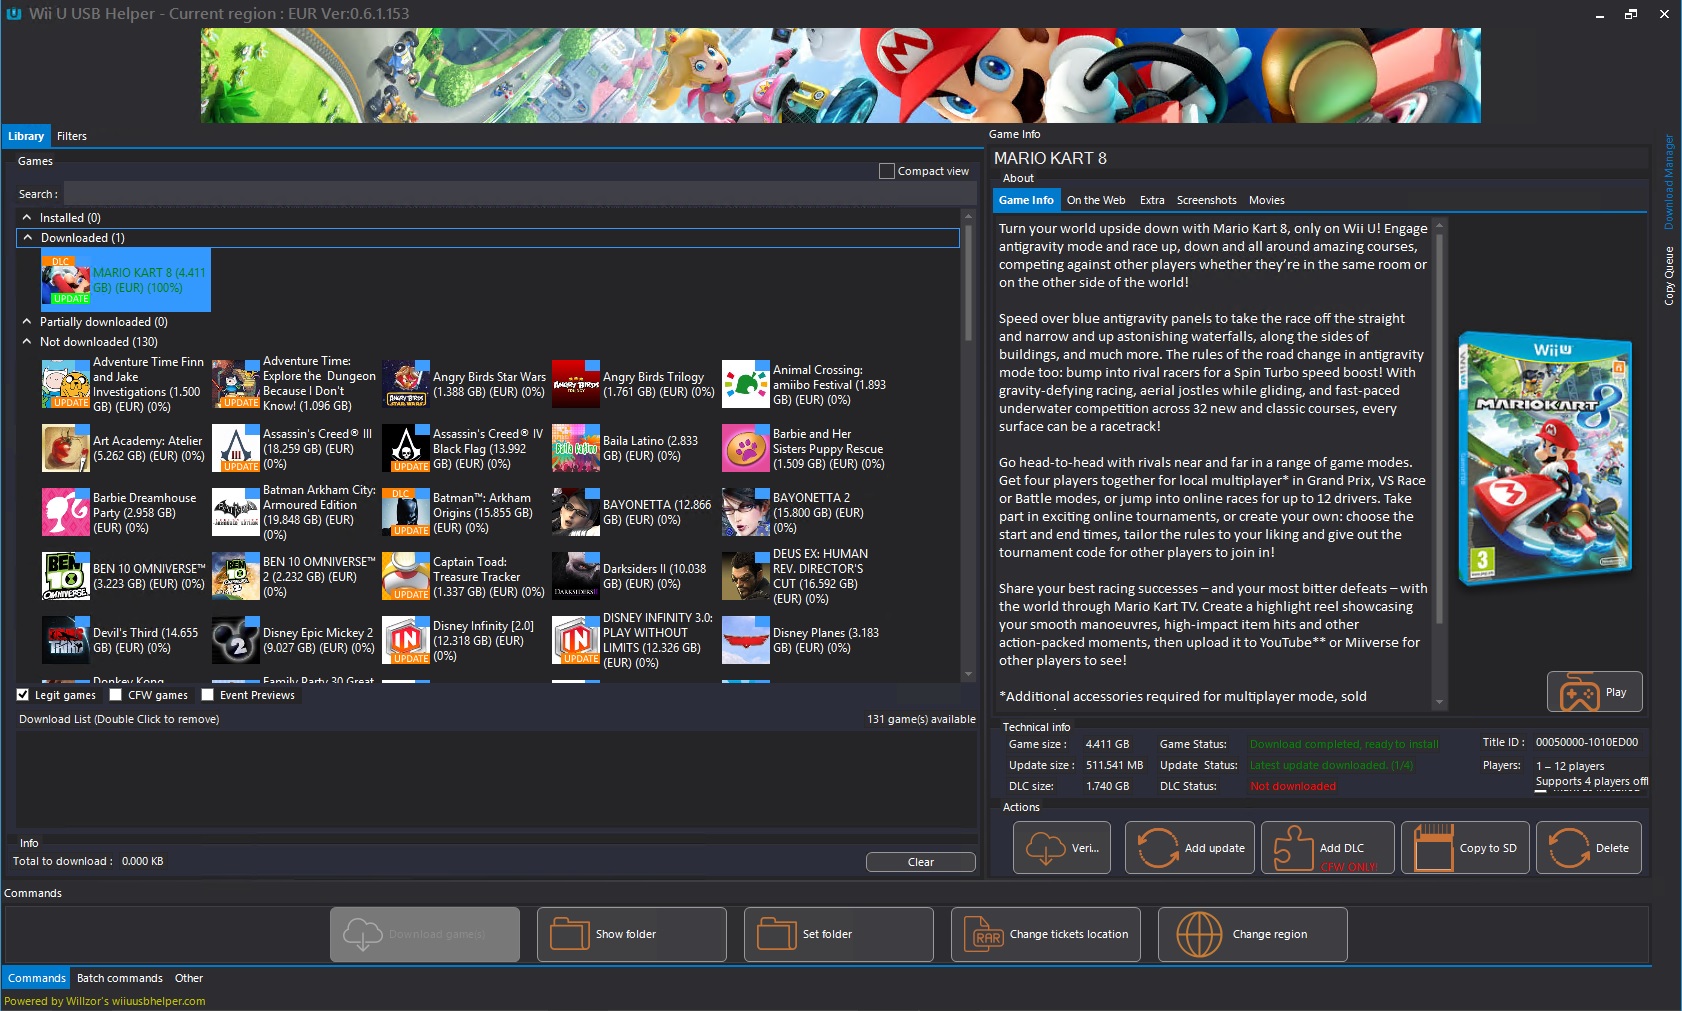 Wii U USB Helper - Current region : EUR Ver:0.6.1.153
Library
Filters
Games
Compact view
Search :
Installed (0)
Downloaded (1)
DLC
UPDATE
MARIO KART 8 (4.411
GB) (EUR) (100%)
Partially downloaded (0)
Not downloaded (130)
UPDATE
Adventure Time Finn
and Jake
Investigations (1.500
GB) (EUR) (0%)
UPDATE
Adventure Time:
Explore the Dungeon
Because I Don't
Know! (1.096 GB)
ANGRY BIRDS
STAR WARS
Angry Birds Star Wars
(1.388 GB) (EUR) (0%)
ANGRY BIRDS
Angry Birds Trilogy
(1.761 GB) (EUR) (0%)
Animal Crossing:
amiibo Festival (1.893
GB) (EUR) (0%)
Art Academy: Atelier
(5.262 GB) (EUR) (0%)
UPDATE
Assassin's Creed® III
(18.259 GB) (EUR)
(0%)
UPDATE
Assassin's Creed® IV
Black Flag (13.992
GB) (EUR) (0%)
Baila Latino
Baila Latino (2.833
GB) (EUR) (0%)
Barbie and Her
Sisters Puppy Rescue
(1.509 GB) (EUR) (0%)
Barbie Dreamhouse
Party (2.958 GB)
(EUR) (0%)
Batman Arkham City:
Armoured Edition
(19.848 GB) (EUR)
(0%)
DLC
UPDATE
Batman™: Arkham
Origins (15.855 GB)
(EUR) (0%)
BAYONETTA (12.866
GB) (EUR) (0%)
BAYONETTA 2
(15.800 GB) (EUR)
(0%)
BEN
10
OMNIVERSE
BEN 10 OMNIVERSE™
(3.223 GB) (EUR) (0%)
BEN
10
BEN 10 OMNIVERSE™
2 (2.232 GB) (EUR)
(0%)
UPDATE
Captain Toad:
Treasure Tracker
(1.337 GB) (EUR) (0%)
DARKSIDERS II
Darksiders II (10.038
GB) (EUR) (0%)
DEUS EX: HUMAN
REV. DIRECTOR'S
CUT (16.592 GB)
(EUR) (0%)
Devil's Third (14.655
GB) (EUR) (0%)
2
Disney Epic Mickey 2
(9.027 GB) (EUR) (0%)
UPDATE
Disney Infinity [2.0]
(12.318 GB) (EUR)
(0%)
UPDATE
DISNEY INFINITY 3.0:
PLAY WITHOUT
LIMITS (12.326 GB)
(EUR) (0%)
Disney Planes (3.183
GB) (EUR) (0%)
Donkey Kong
Family Party 30 Great
Legit games
CFW games
Event Previews
Download List (Double Click to remove)
131 game(s) available
Info
Total to download : 0.000 KB
Clear
Game Info
MARIO KART 8
About
Game Info
On the Web
Extra
Screenshots
Movies
Turn your world upside down with Mario Kart 8, only on Wii U! Engage
antigravity mode and race up, down and all around amazing courses,
competing against other players whether they're in the same room or
on the other side of the world!
Speed over blue antigravity panels to take the race off the straight
and narrow and up astonishing waterfalls, along the sides of
buildings, and much more. The rules of the road change in antigravity
mode too: bump into rival racers for a Spin Turbo speed boost! With
gravity-defying racing, aerial jostles while gliding, and fast-paced
underwater competition across 32 new and classic courses, every
surface can be a racetrack!
Go head-to-head with rivals near and far in a range of game modes.
Get four players together for local multiplayer* in Grand Prix, VS Race
or Battle modes, or jump into online races for up to 12 drivers. Take
part in exciting online tournaments, or create your own: choose the
start and end times, tailor the rules to your liking and give out the
tournament code for other players to join in!
Share your best racing successes – and your most bitter defeats – with
the world through Mario Kart TV. Create a highlight reel showcasing
your smooth manoeuvres, high-impact item hits and other
action-packed moments, then upload it to YouTube** or Miiverse for
other players to see!
*Additional accessories required for multiplayer mode, sold
Wii U
MARIOKART 8
3
Play
Technical info
Game size : 4.411 GB
Game Status: Download completed, ready to install
Title ID : 00050000-1010ED00
Update size : 511.541 MB
Update Status: Latest update downloaded. (1/4)
Players: 1 – 12 players
Supports 4 players offl
DLC size: 1.740 GB
DLC Status: Not downloaded
Actions
Veri...
Add update
Add DLC
CFW ONLY!
Copy to SD
Delete
Download Manager
Copy Queue
Commands
Download game(s)
Show folder
Set folder
RAR
Change tickets location
Change region
Commands
Batch commands
Other
Powered by Willzor's wiiuusbhelper.com